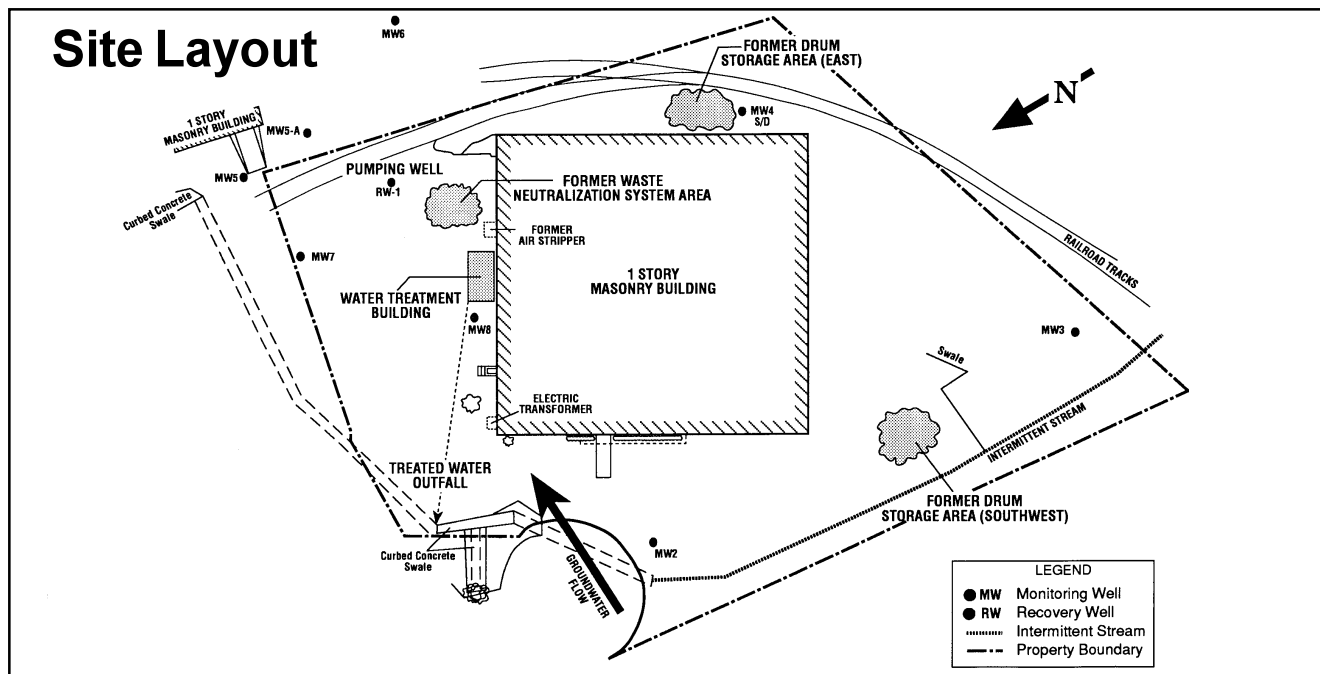 Site Layout
MW6
FORMER DRUM
STORAGE AREA (EAST)
N
1 STORY
MASONRY BUILDING
MW5-A
MW4
S/D
MW5
PUMPING WELL
RW-1
FORMER WASTE
NEUTRALIZATION SYSTEM AREA
Curbed Concrete
Swale
FORMER
AIR STRIPPER
RAILROAD TRACKS
MW7
1 STORY
MASONRY BUILDING
WATER TREATMENT
BUILDING
MW8
MW3
Swale
ELECTRIC
TRANSFORMER
INTERMITTENT STREAM
TREATED WATER
OUTFALL
FORMER DRUM
STORAGE AREA (SOUTHWEST)
Curbed Concrete
Swale
GROUNDWATER
FLOW
MW2
LEGEND
MW Monitoring Well
RW Recovery Well
Intermittent Stream
Property Boundary